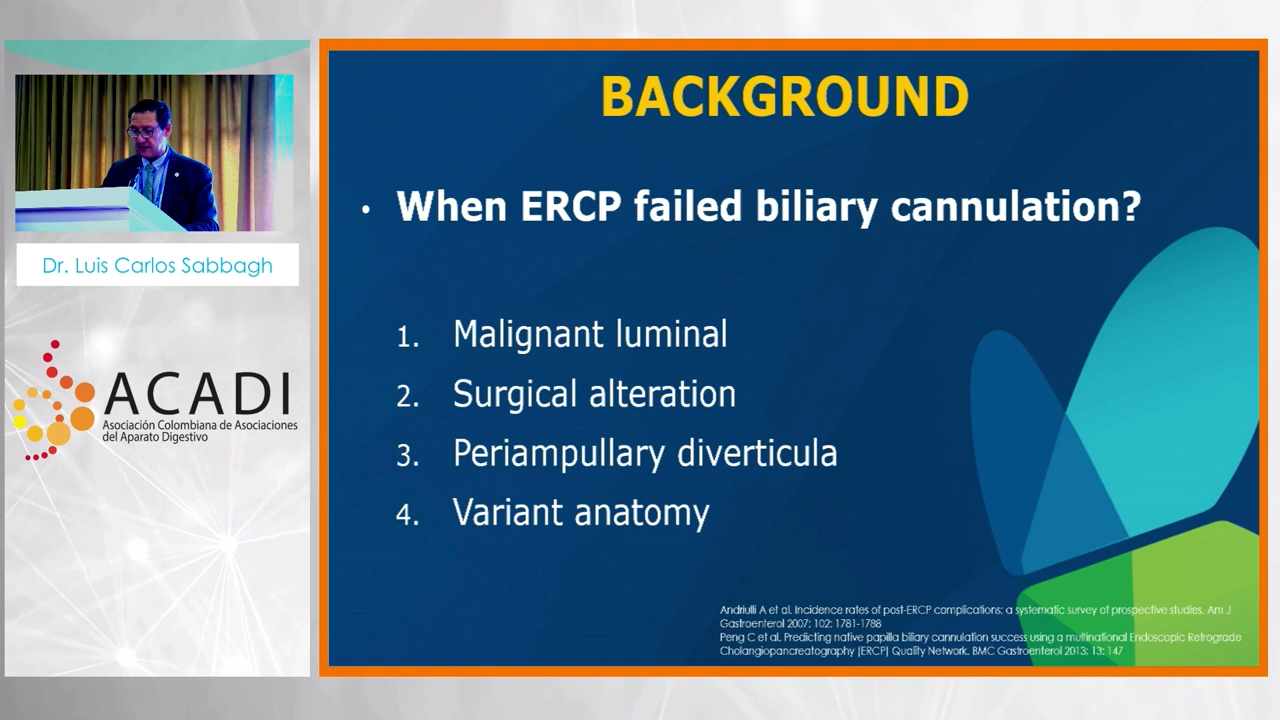 Dr. Luis Carlos Sabbagh
ACADI
Asociación Colombiana de Asociaciones
del Aparato Digestivo
BACKGROUND
• When ERCP failed biliary cannulation?
1. Malignant luminal
2. Surgical alteration
3. Periampullary diverticula
4. Variant anatomy
Andriulli A et al. Incidence rates of post-ERCP complications: a systematic survey of prospective studies. Am J
Gastroenterol 2007; 102: 1781-1788
Peng C et al. Predicting native papilla biliary cannulation success using a multinational Endoscopic Retrograde
Cholangiopancreatography (ERCP) Quality Network. BMC Gastroenterol 2013; 13: 147